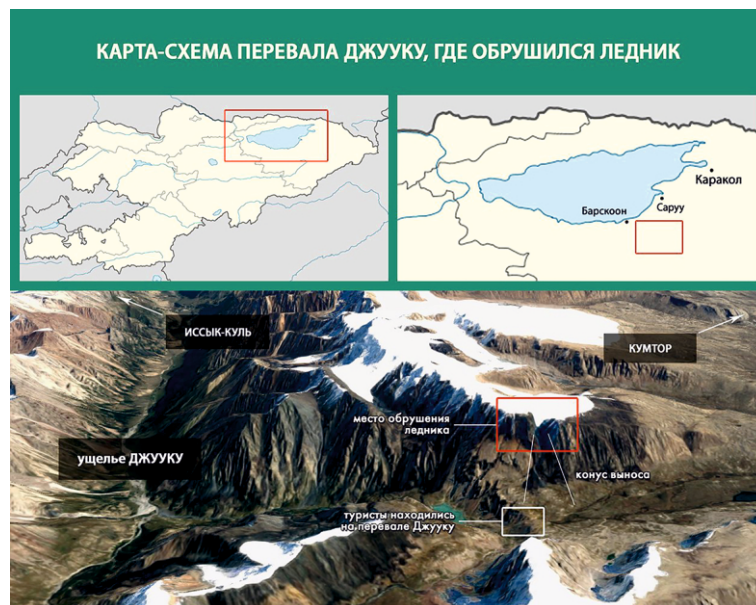 КАРТА-СХЕМА ПЕРЕВАЛА ДЖУУКУ, ГДЕ ОБРУШИЛСЯ ЛЕДНИК
Каракол
Саруу
Барскоон
ИССЫК-КУЛЬ
КУМТОР
место обрушения
ледника
ущелье ДЖУУКУ
конус выноса
туристы находились
на перевале Джууку